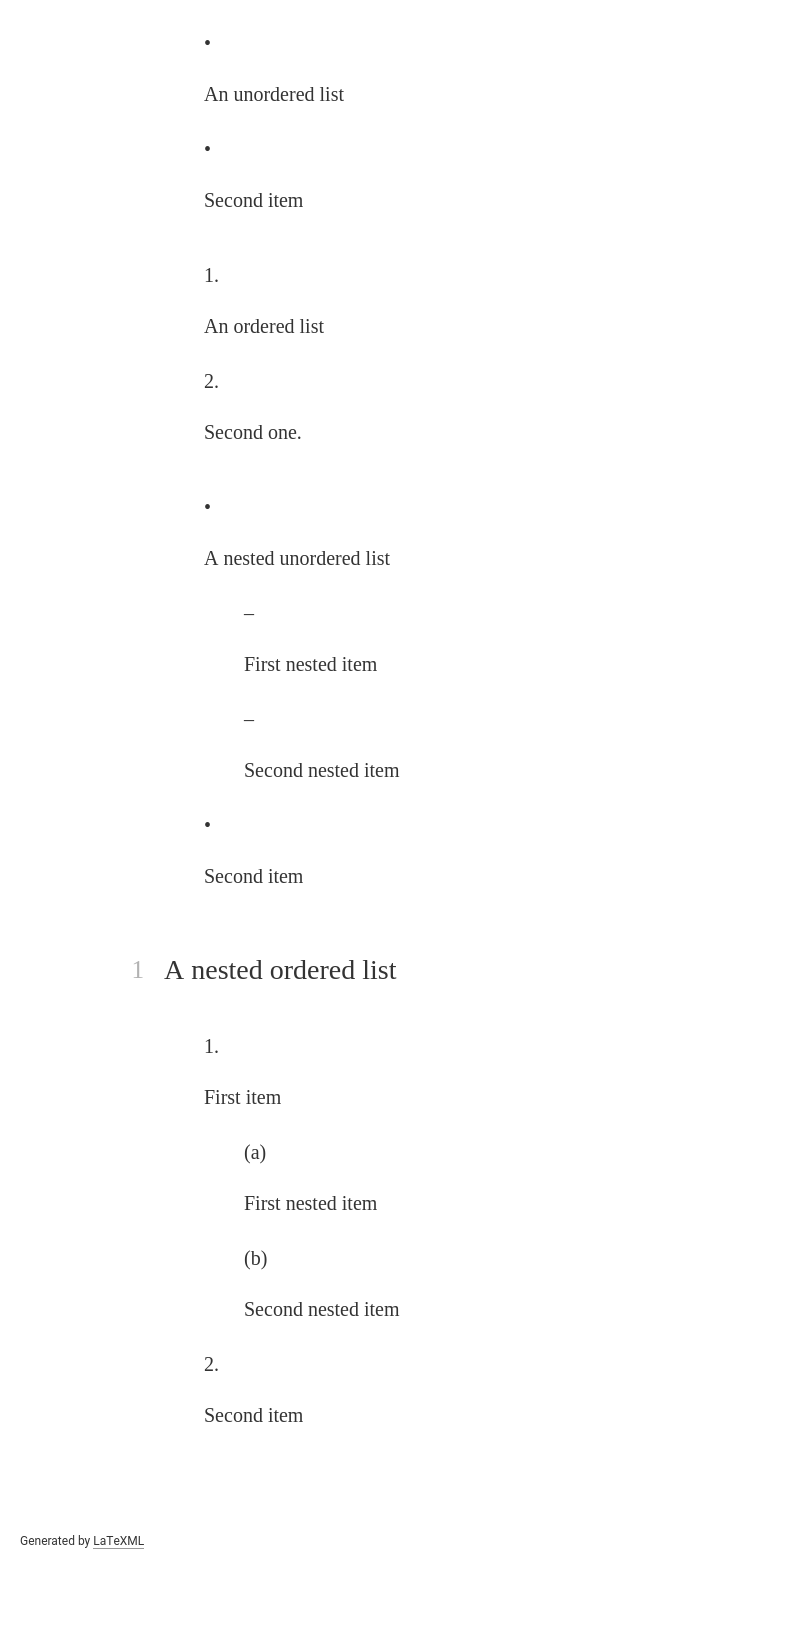 •
An unordered list
•
Second item
1.
An ordered list
2.
Second one.
•
A nested unordered list
–
First nested item
–
Second nested item
•
Second item
1 A nested ordered list
1.
First item
(a)
First nested item
(b)
Second nested item
2.
Second item
Generated by LaTeXML